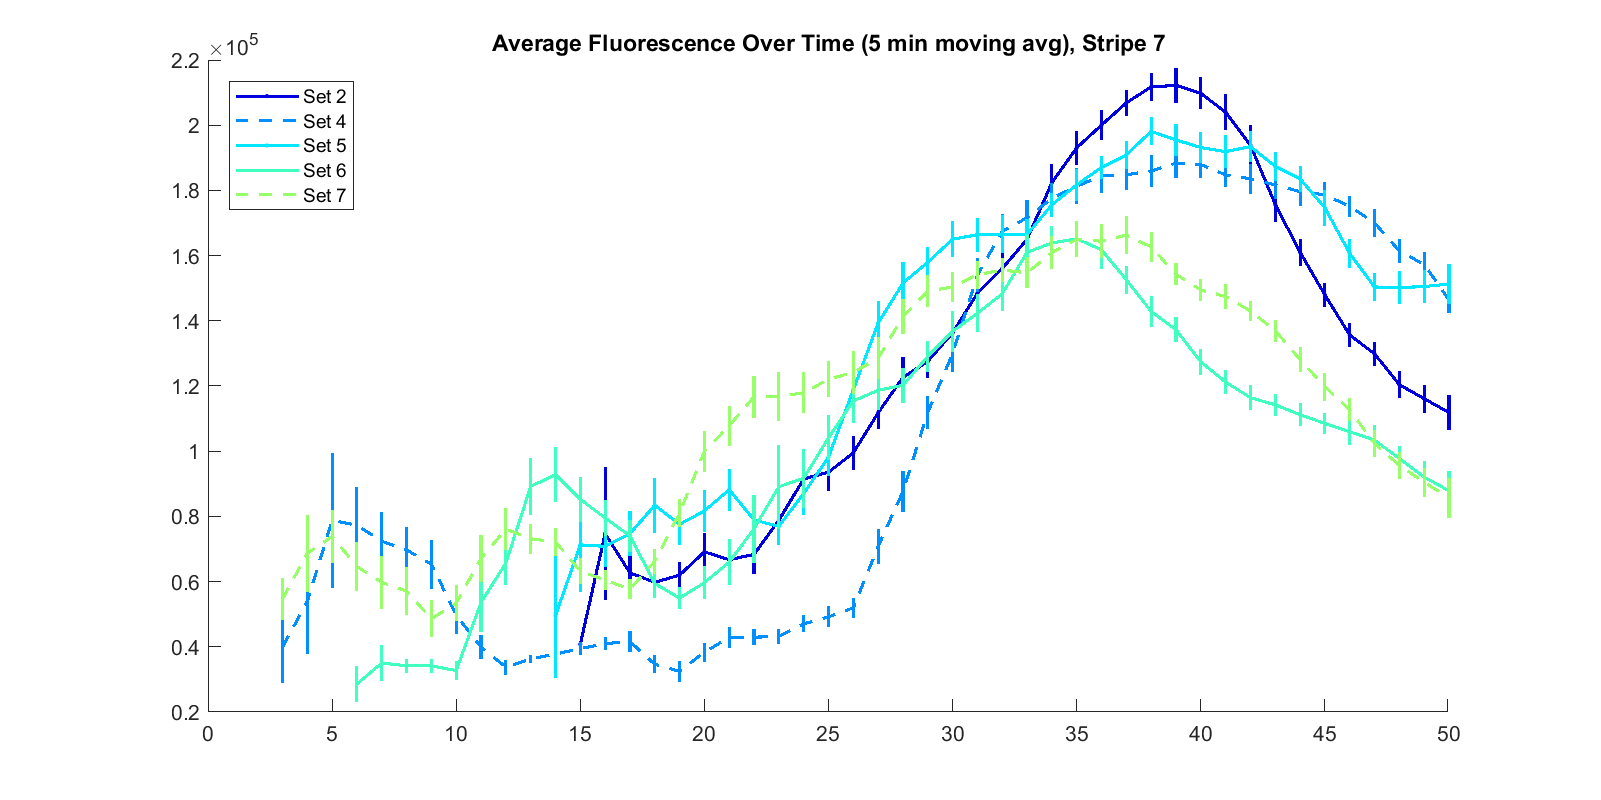 Average Fluorescence Over Time (5 min moving avg), Stripe 7
×10^5
2.2
2
1.8
1.6
1.4
1.2
1
0.8
0.6
0.4
0.2
Set 2
Set 4
Set 5
Set 6
Set 7
0 5 10 15 20 25 30 35 40 45 50